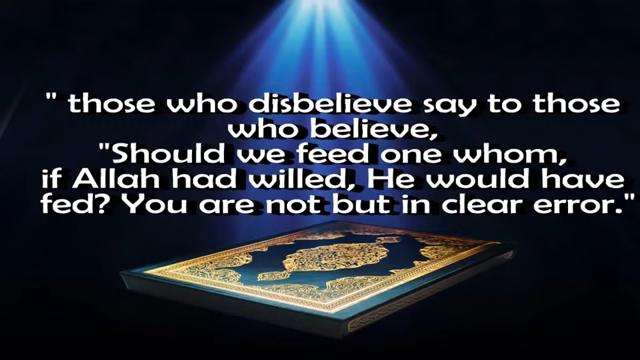 " those who disbelieve say to those
who believe,
"Should we feed one whom,
if Allah had willed, He would have
fed? You are not but in clear error."